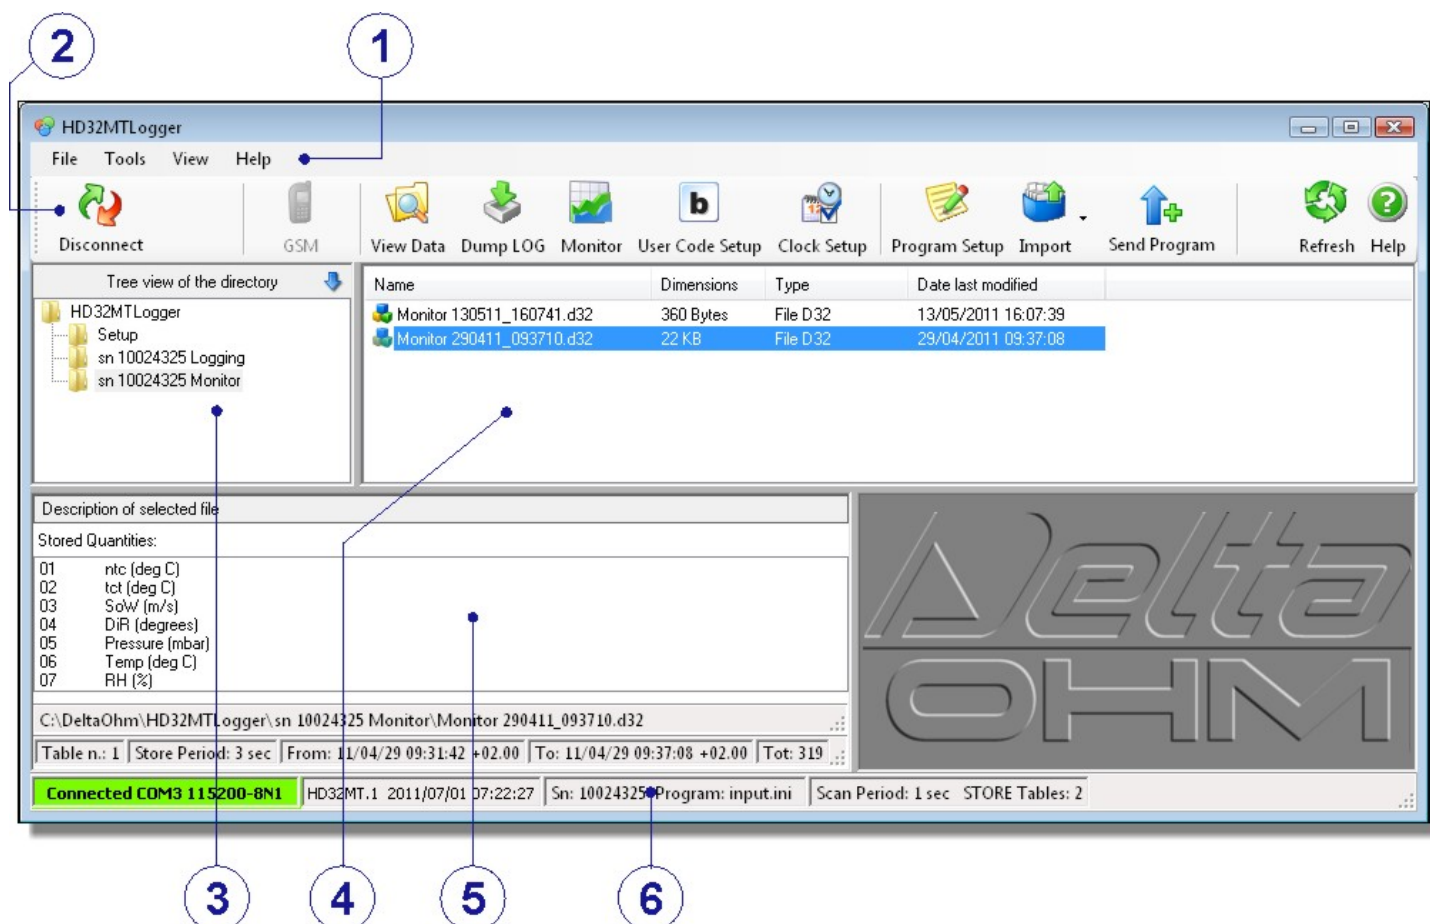 2 1
HD32MTLogger
File Tools View Help
Disconnect GSM View Data Dump LOG Monitor b User Code Setup Clock Setup Program Setup Import Send Program Refresh ? Help
Tree view of the directory
HD32MTLogger
Setup
sn 10024325 Logging
sn 10024325 Monitor
Name Dimensions Type Date last modified
Monitor 130511_160741.d32 360 Bytes File D32 13/05/2011 16:07:39
Monitor 290411_093710.d32 22 KB File D32 29/04/2011 09:37:08
Description of selected file
Stored Quantities:
01 ntc (deg C)
02 tct (deg C)
03 SoW (m/s)
04 DiR (degrees)
05 Pressure (mbar)
06 Temp (deg C)
07 RH (%)
Delta
OHM
C:\DeltaOhm\HD32MTLogger\sn 10024325 Monitor\Monitor 290411_093710.d32
Table n.: 1 Store Period: 3 sec From: 11/04/29 09:31:42 +02.00 To: 11/04/29 09:37:08 +02.00 Tot: 319
Connected COM3 115200-8N1 HD32MT.1 2011/07/01 07:22:27 Sn: 10024325 Program: input.ini Scan Period: 1 sec STORE Tables: 2
3 4 5 6